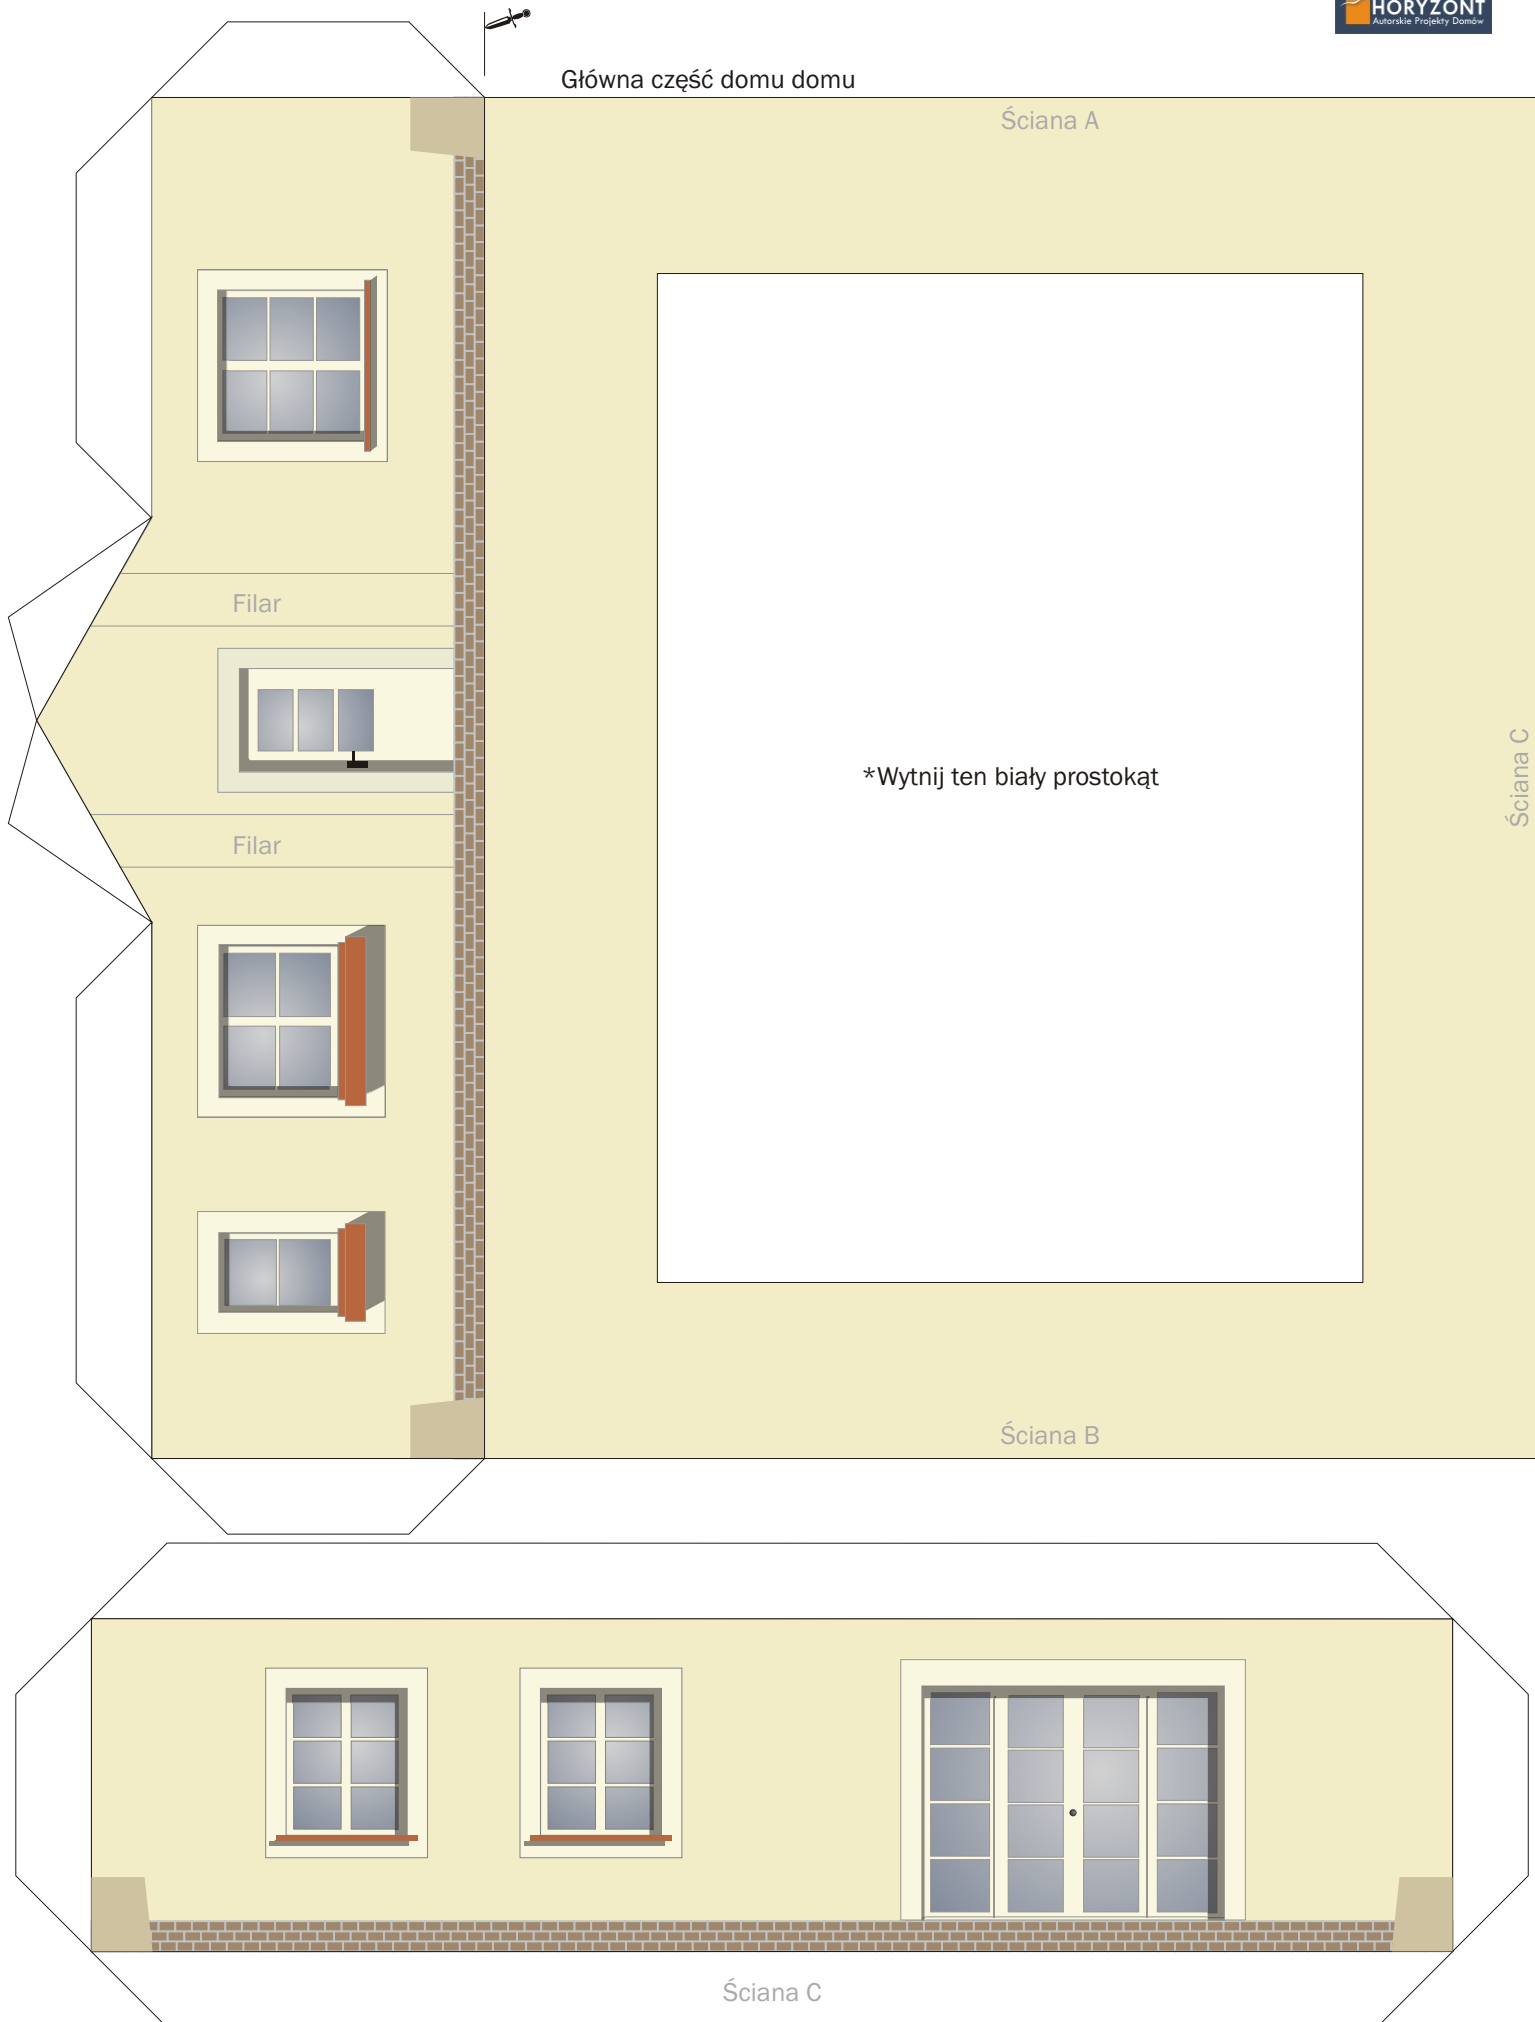 HORYZONT
Autorskie Projekty Domów
Główna część domu domu
Ściana A
Filar
Ściana C
*Wytnij ten biały prostokąt
Filar
Ściana B
Ściana C